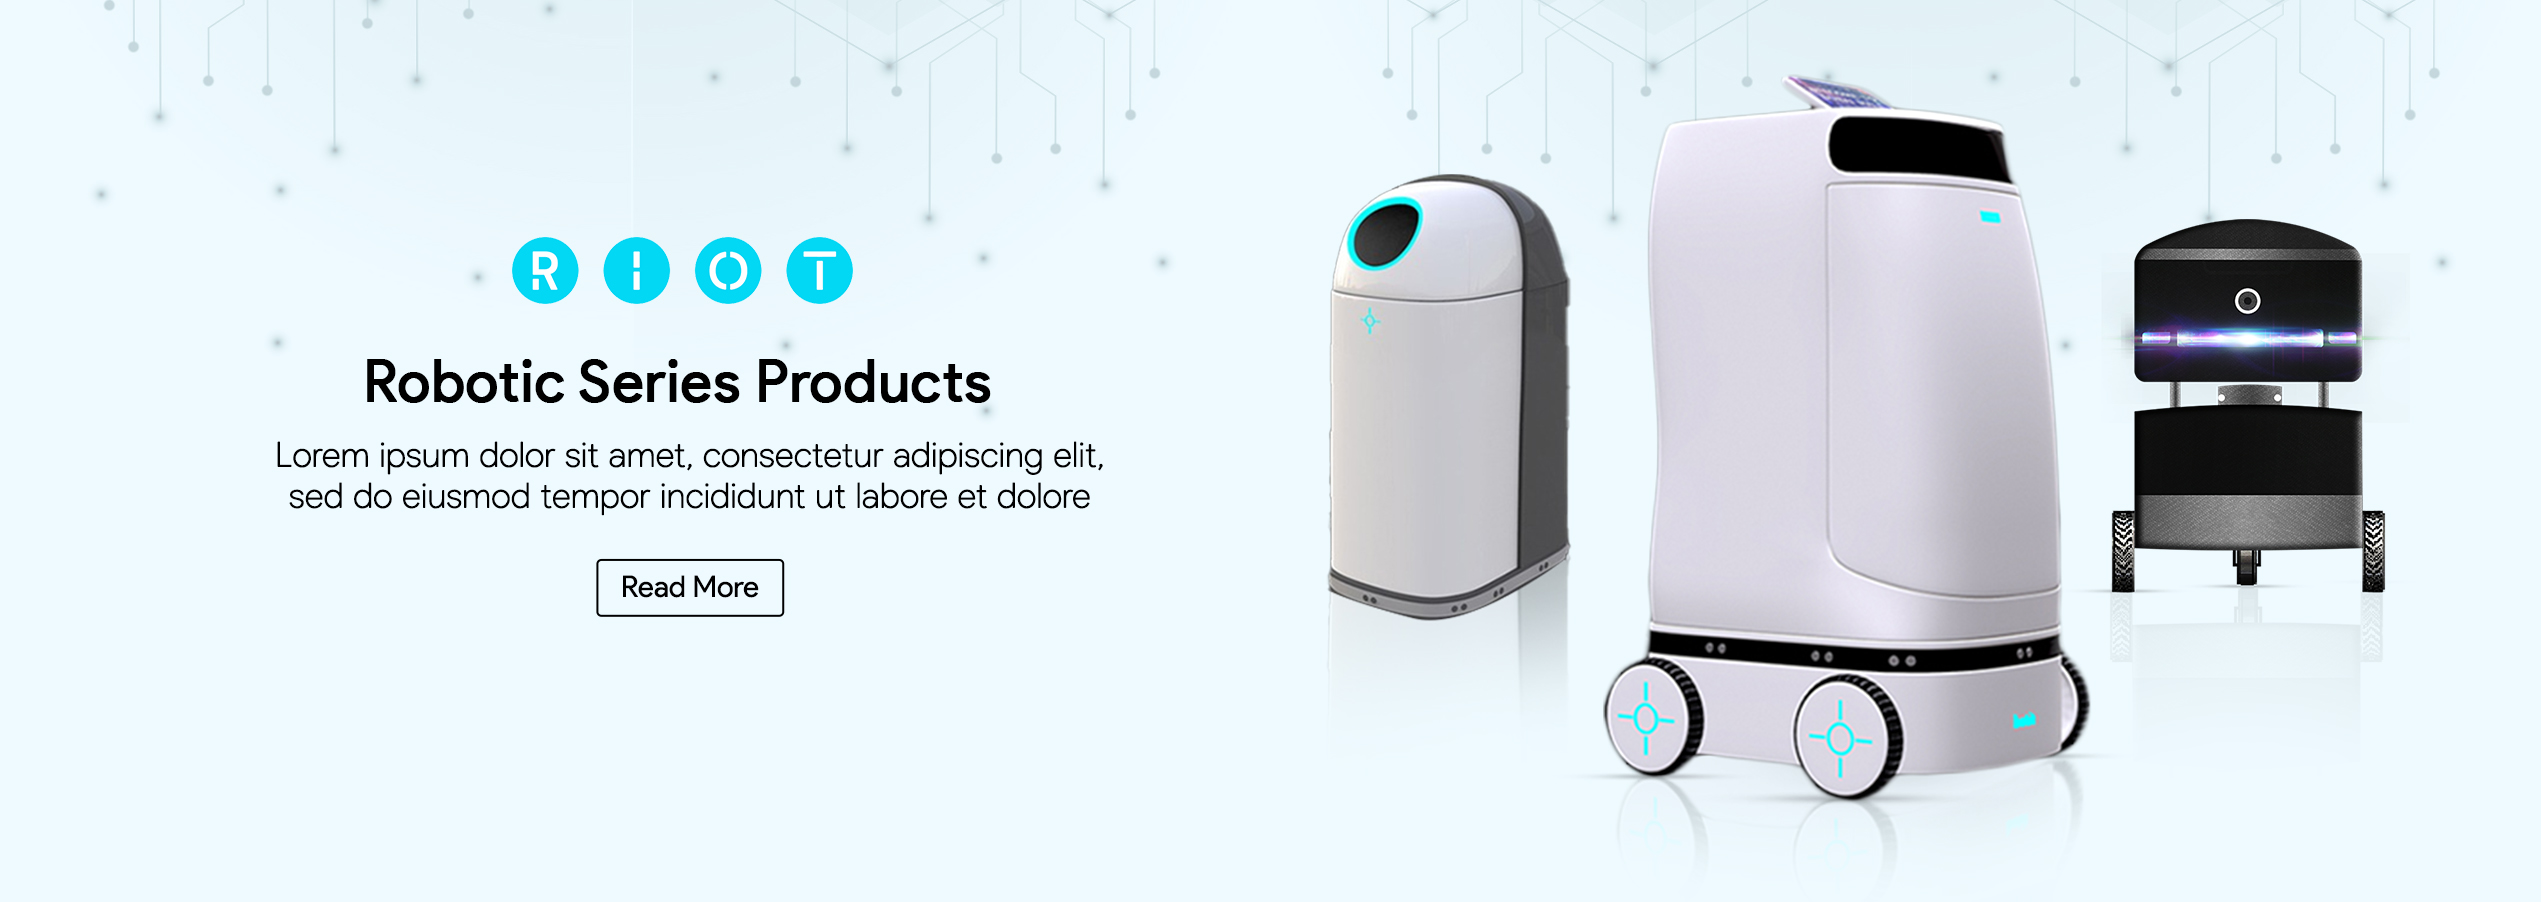 RIOT
Robotic Series Products
Lorem ipsum dolor sit amet, consectetur adipiscing elit,
sed do eiusmod tempor incididunt ut labore et dolore
Read More